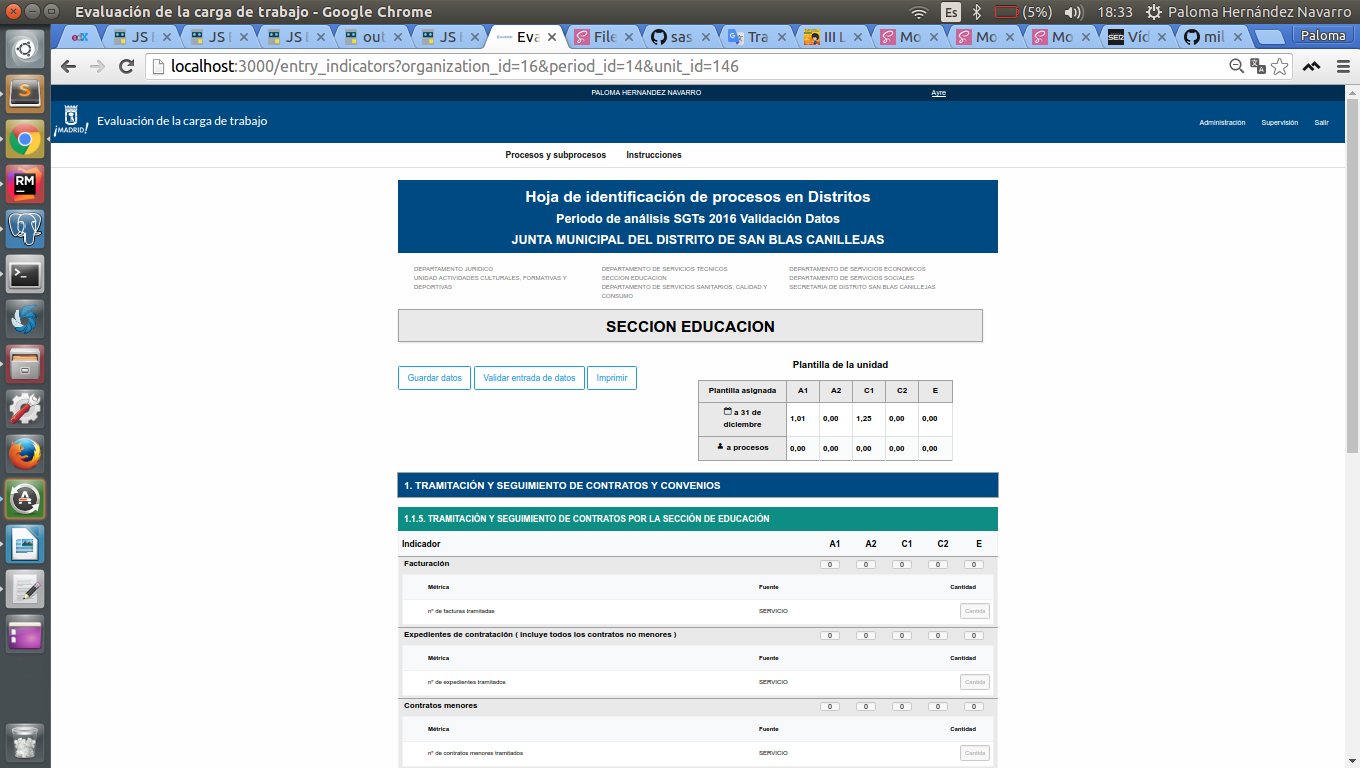 Evaluación de la carga de trabajo - Google Chrome
Es (5%) 18:33 Paloma Hernández Navarro
edX JS I JS I JS I out JS I Eva File sas Tra III L Mo Mo Mo Víd mil Paloma
localhost:3000/entry_indicators?organization_id=16&period_id=14&unit_id=146
PALOMA HERNANDEZ NAVARRO Ayre
¡MADRID! Evaluación de la carga de trabajo Administración Supervisión Salir
Procesos y subprocesos Instrucciones
Hoja de identificación de procesos en Distritos
Periodo de análisis SGTs 2016 Validación Datos
JUNTA MUNICIPAL DEL DISTRITO DE SAN BLAS CANILLEJAS
DEPARTAMENTO JURIDICO
UNIDAD ACTIVIDADES CULTURALES, FORMATIVAS Y
DEPORTIVAS
DEPARTAMENTO DE SERVICIOS TECNICOS
SECCION EDUCACION
DEPARTAMENTO DE SERVICIOS SANITARIOS, CALIDAD Y
CONSUMO
DEPARTAMENTO DE SERVICIOS ECONOMICOS
DEPARTAMENTO DE SERVICIOS SOCIALES
SECRETARIA DE DISTRITO SAN BLAS CANILLEJAS
SECCION EDUCACION
Guardar datos Validar entrada de datos Imprimir
Plantilla de la unidad
Plantilla asignada A1 A2 C1 C2 E
a 31 de
diciembre 1,01 0,00 1,25 0,00 0,00
a procesos 0,00 0,00 0,00 0,00 0,00
1. TRAMITACIÓN Y SEGUIMIENTO DE CONTRATOS Y CONVENIOS
1.1.5. TRAMITACIÓN Y SEGUIMIENTO DE CONTRATOS POR LA SECCIÓN DE EDUCACIÓN
Indicador A1 A2 C1 C2 E
Facturación 0 0 0 0 0
Métrica Fuente Cantidad
nº de facturas tramitadas SERVICIO Cantida
Expedientes de contratación ( Incluye todos los contratos no menores ) 0 0 0 0 0
Métrica Fuente Cantidad
nº de expedientes tramitados SERVICIO Cantida
Contratos menores 0 0 0 0 0
Métrica Fuente Cantidad
nº de contratos menores tramitados SERVICIO Cantida